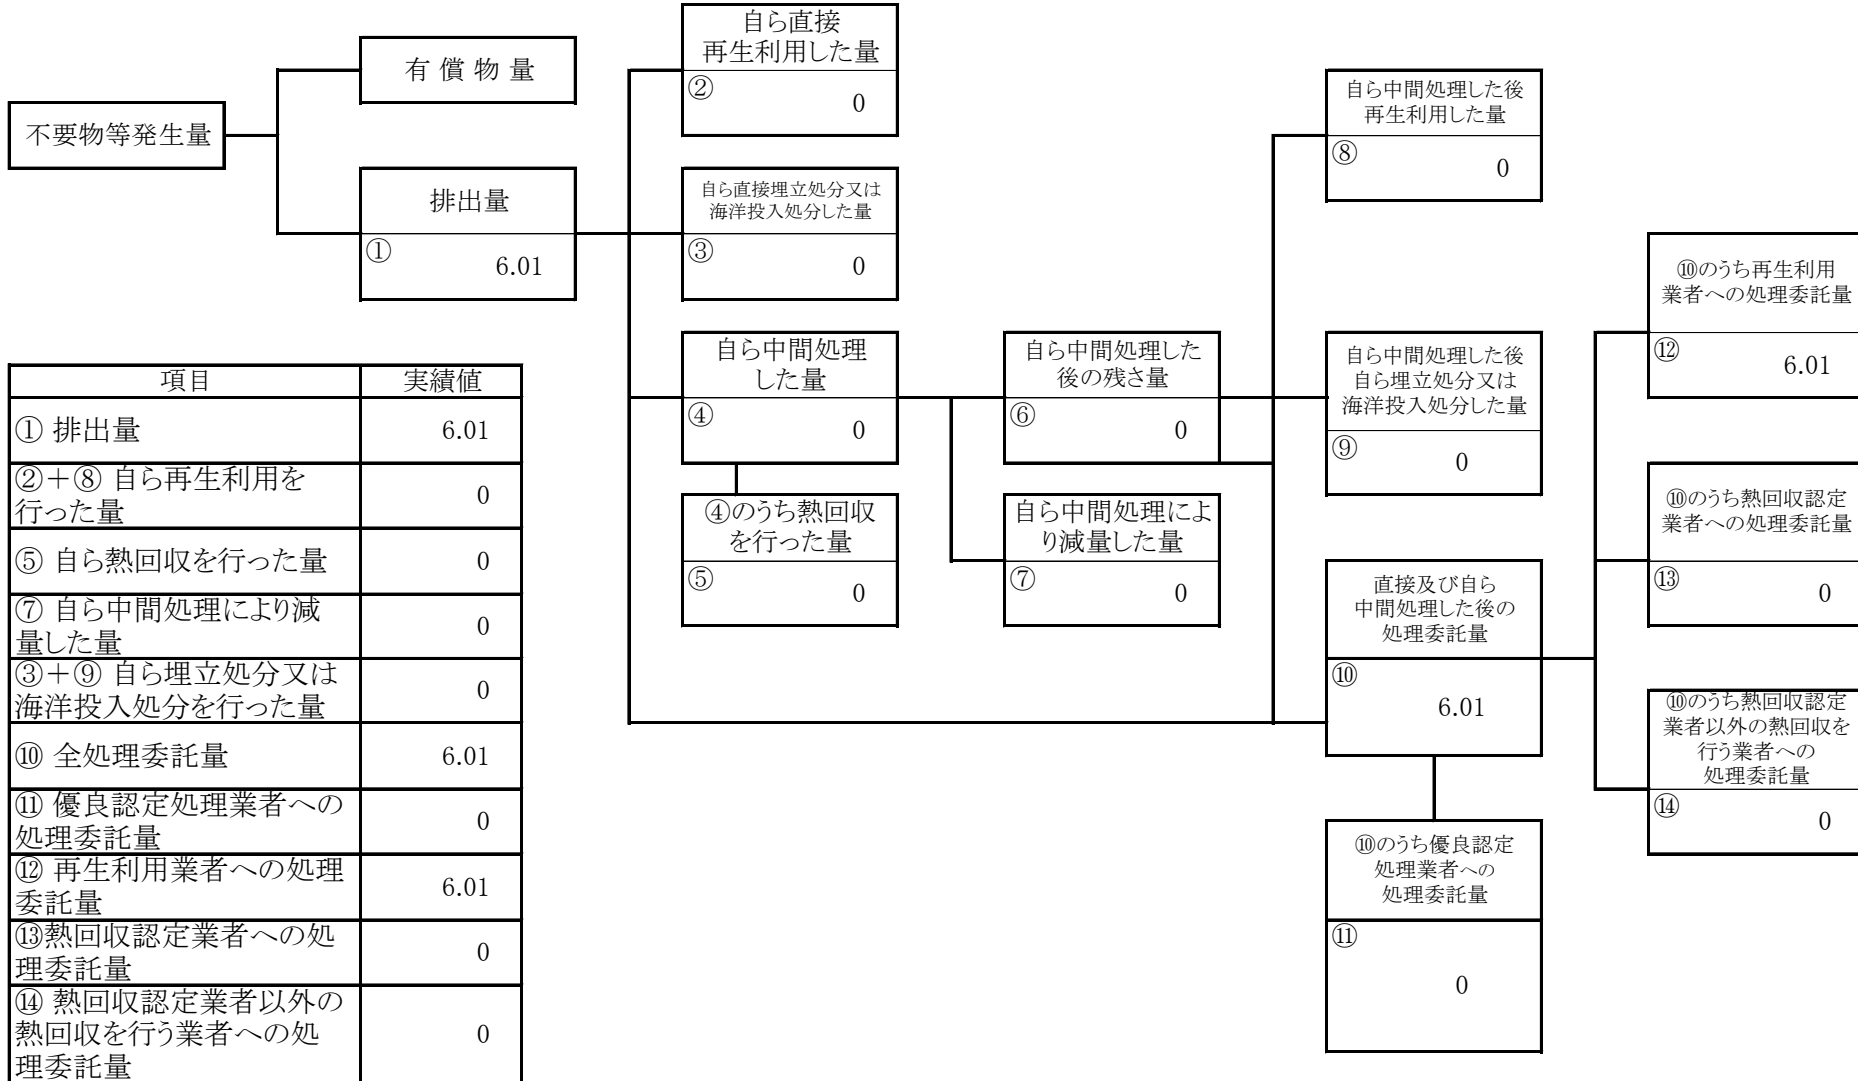 不要物等発生量
有 償 物 量
排出量
①
6.01
自ら直接
再生利用した量
②
0
自ら直接埋立処分又は
海洋投入処分した量
③
0
自ら中間処理
した量
④
0
④のうち熱回収
を行った量
⑤
0
自ら中間処理した
後の残さ量
⑥
0
自ら中間処理によ
り減量した量
⑦
0
自ら中間処理した後
再生利用した量
⑧
0
自ら中間処理した後
自ら埋立処分又は
海洋投入処分した量
⑨
0
直接及び自ら
中間処理した後の
処理委託量
⑩
6.01
⑩のうち優良認定
処理業者への
処理委託量
⑪
0
⑩のうち再生利用
業者への処理委託量
⑫
6.01
⑩のうち熱回収認定
業者への処理委託量
⑬
0
⑩のうち熱回収認定
業者以外の熱回収を
行う業者への
処理委託量
⑭
0
項目 実績値
① 排出量 6.01
②＋⑧ 自ら再生利用を
行った量 0
⑤ 自ら熱回収を行った量 0
⑦ 自ら中間処理により減
量した量 0
③＋⑨ 自ら埋立処分又は
海洋投入処分を行った量 0
⑩ 全処理委託量 6.01
⑪ 優良認定処理業者への
処理委託量 0
⑫ 再生利用業者への処理
委託量 6.01
⑬熱回収認定業者への処
理委託量 0
⑭ 熱回収認定業者以外の
熱回収を行う業者への処
理委託量 0